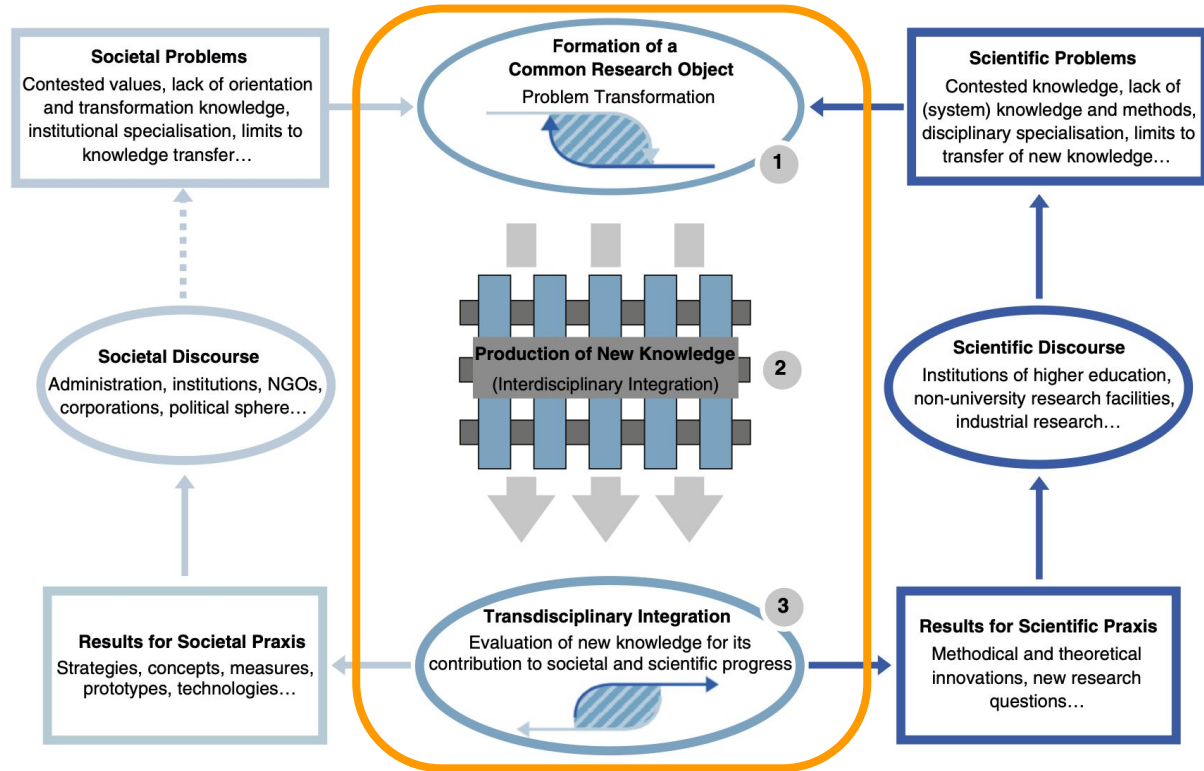 Societal Problems
Contested values, lack of orientation
and transformation knowledge,
institutional specialisation, limits to
knowledge transfer…
Formation of a
Common Research Object
Problem Transformation
1
Scientific Problems
Contested knowledge, lack of
(system) knowledge and methods,
disciplinary specialisation, limits to
transfer of new knowledge…
Societal Discourse
Administration, institutions, NGOs,
corporations, political sphere…
Production of New Knowledge
(Interdisciplinary Integration)
2
Scientific Discourse
Institutions of higher education,
non-university research facilities,
industrial research…
Results for Societal Praxis
Strategies, concepts, measures,
prototypes, technologies…
3
Transdisciplinary Integration
Evaluation of new knowledge for its
contribution to societal and scientific progress
Results for Scientific Praxis
Methodical and theoretical
innovations, new research
questions…